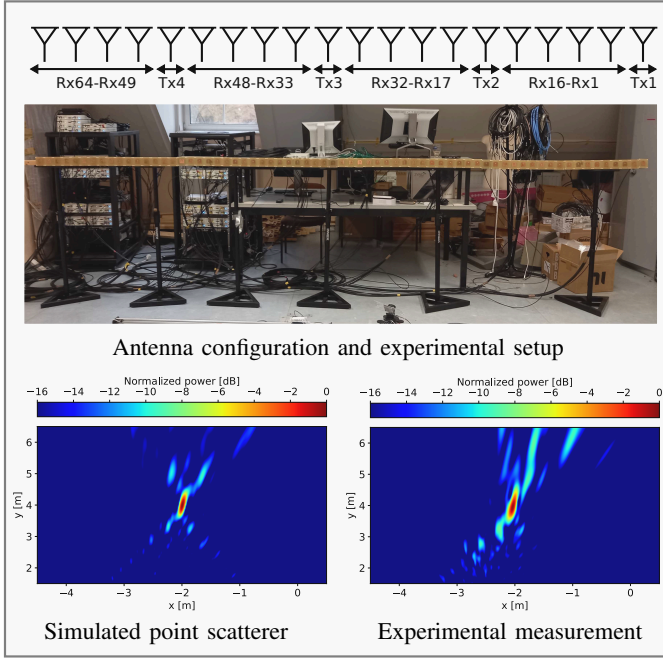 Rx64-Rx49 Tx4 Rx48-Rx33 Tx3 Rx32-Rx17 Tx2 Rx16-Rx1 Tx1
Antenna configuration and experimental setup
Normalized power [dB] Normalized power [dB]
−16 −14 −12 −10 −8 −6 −4 −2 0 −16 −14 −12 −10 −8 −6 −4 −2 0
6 6
5 5
y [m] 4 y [m] 4
3 3
2 2
−4 −3 −2 −1 0 −4 −3 −2 −1 0
x [m] x [m]
Simulated point scatterer Experimental measurement